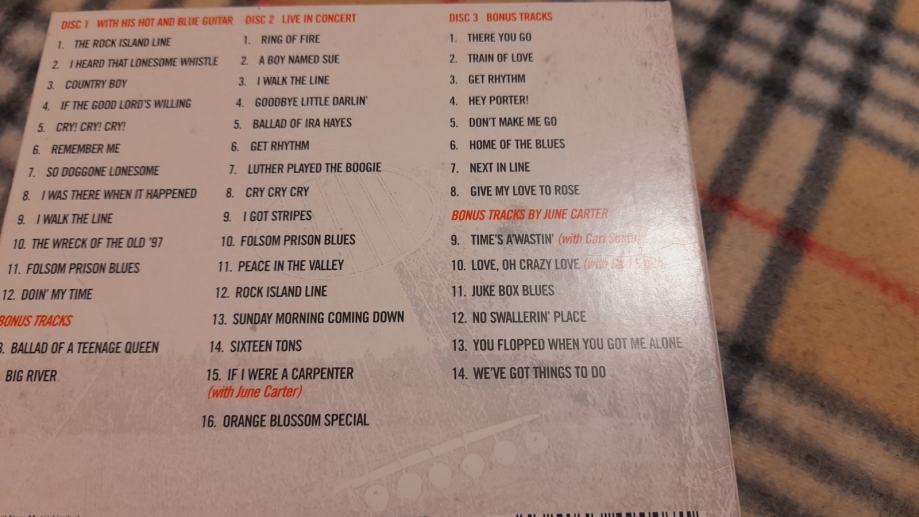 DISC 1 WITH HIS HOT AND BLUE GUITAR
1. THE ROCK ISLAND LINE
2. I HEARD THAT LONESOME WHISTLE
3. COUNTRY BOY
4. IF THE GOOD LORD'S WILLING
5. CRY! CRY! CRY!
6. REMEMBER ME
7. SO DOGGONE LONESOME
8. I WAS THERE WHEN IT HAPPENED
9. I WALK THE LINE
10. THE WRECK OF THE OLD '97
11. FOLSOM PRISON BLUES
12. DOIN' MY TIME
BONUS TRACKS
3. BALLAD OF A TEENAGE QUEEN
BIG RIVER
DISC 2 LIVE IN CONCERT
1. RING OF FIRE
2. A BOY NAMED SUE
3. I WALK THE LINE
4. GOODBYE LITTLE DARLIN'
5. BALLAD OF IRA HAYES
6. GET RHYTHM
7. LUTHER PLAYED THE BOOGIE
8. CRY CRY CRY
9. I GOT STRIPES
10. FOLSOM PRISON BLUES
11. PEACE IN THE VALLEY
12. ROCK ISLAND LINE
13. SUNDAY MORNING COMING DOWN
14. SIXTEEN TONS
15. IF I WERE A CARPENTER
(with June Carter)
16. ORANGE BLOSSOM SPECIAL
DISC 3 BONUS TRACKS
1. THERE YOU GO
2. TRAIN OF LOVE
3. GET RHYTHM
4. HEY PORTER!
5. DON'T MAKE ME GO
6. HOME OF THE BLUES
7. NEXT IN LINE
8. GIVE MY LOVE TO ROSE
BONUS TRACKS BY JUNE CARTER
9. TIME'S A'WASTIN' (with Carl
10. LOVE, OH CRAZY LOVE (with
11. JUKE BOX BLUES
12. NO SWALLERIN' PLACE
13. YOU FLOPPED WHEN YOU GOT ME ALONE
14. WE'VE GOT THINGS TO DO